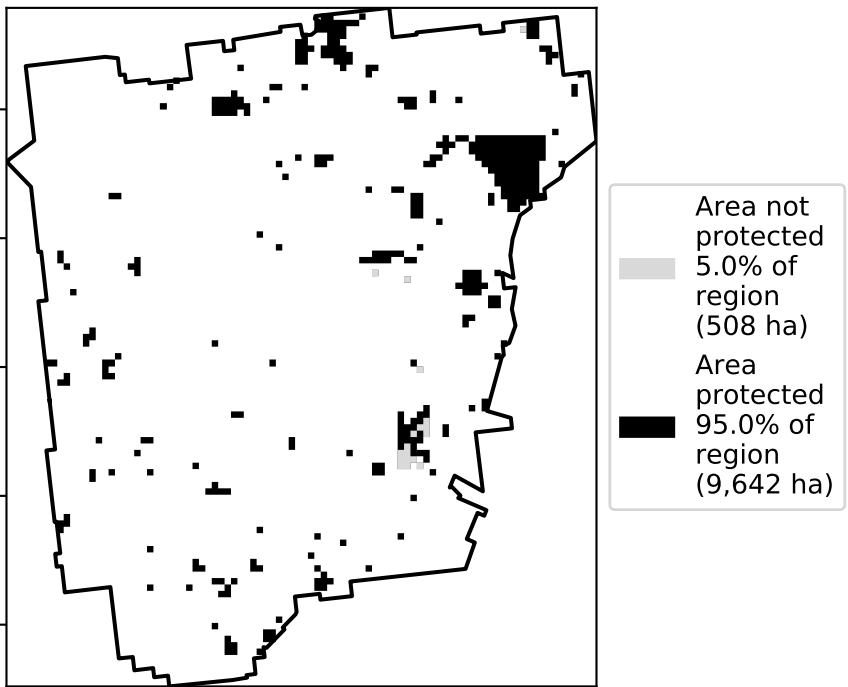 Area not
protected
5.0% of
region
(508 ha)
Area
protected
95.0% of
region
(9,642 ha)